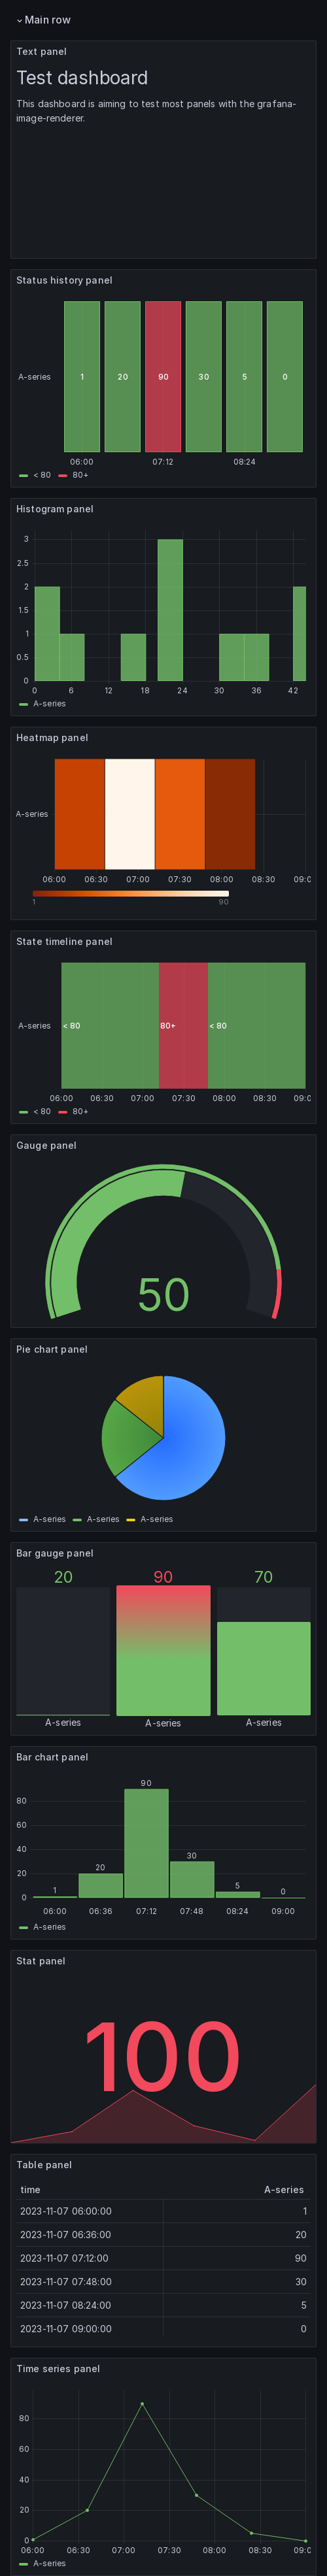 Main row
Text panel
Test dashboard
This dashboard is aiming to test most panels with the grafana-
image-renderer.
Status history panel
A-series 1 20 90 30 5 0
06:00 07:12 08:24
< 80 80+
Histogram panel
3
2.5
2
1.5
1
0.5
0
0 6 12 18 24 30 36 42
A-series
Heatmap panel
A-series
06:00 06:30 07:00 07:30 08:00 08:30 09:0
1 90
State timeline panel
A-series < 80 80+ < 80
06:00 06:30 07:00 07:30 08:00 08:30 09:0
< 80 80+
Gauge panel
50
Pie chart panel
A-series A-series A-series
Bar gauge panel
20 90 70
A-series A-series A-series
Bar chart panel
90
80
60
40
30
20 20
5
1
0 0
06:00 06:36 07:12 07:48 08:24 09:00
A-series
Stat panel
100
Table panel
time A-series
2023-11-07 06:00:00 1
2023-11-07 06:36:00 20
2023-11-07 07:12:00 90
2023-11-07 07:48:00 30
2023-11-07 08:24:00 5
2023-11-07 09:00:00 0
Time series panel
80
60
40
20
0
06:00 06:30 07:00 07:30 08:00 08:30 09:0
A-series